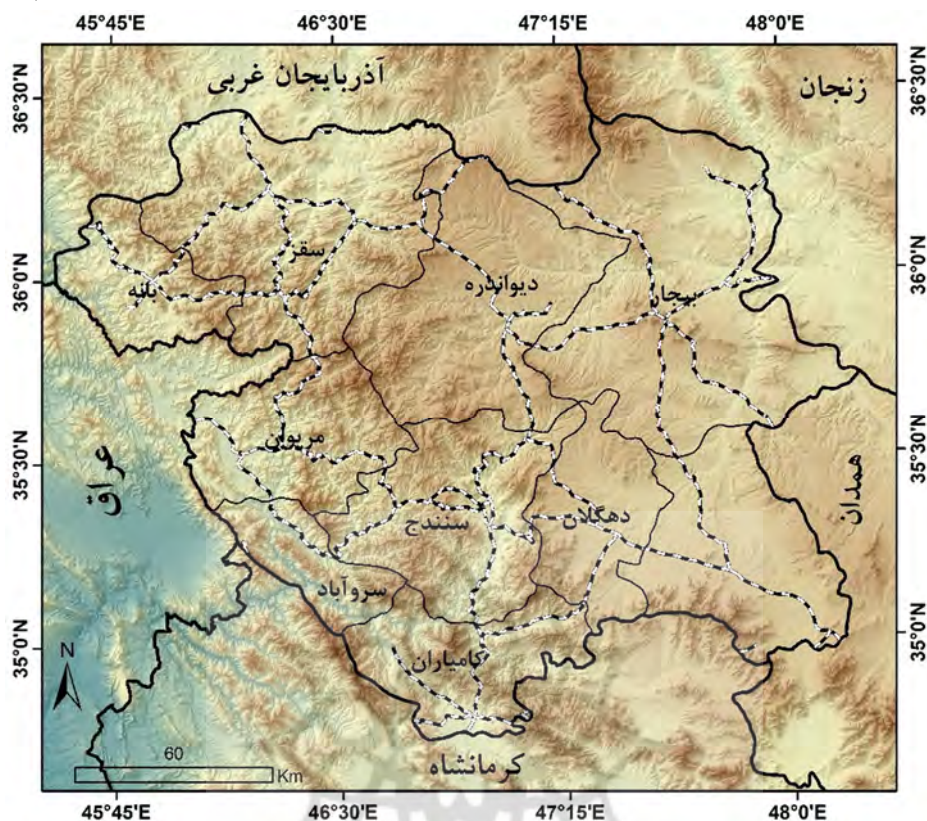 45°45'E 46°30'E 47°15'E 48°0'E
36°30'N
آذربایجان غربی
زنجان
36°30'N
سقز
36°0'N
بانه
دیواندره
بیجار
36°0'N
35°30'N
مریوان
35°30'N
عراق
سنندج
دهگلان
همدان
سروآباد
35°0'N
کامیاران
35°0'N
N
60
Km
کرمانشاه
45°45'E 46°30'E 47°15'E 48°0'E